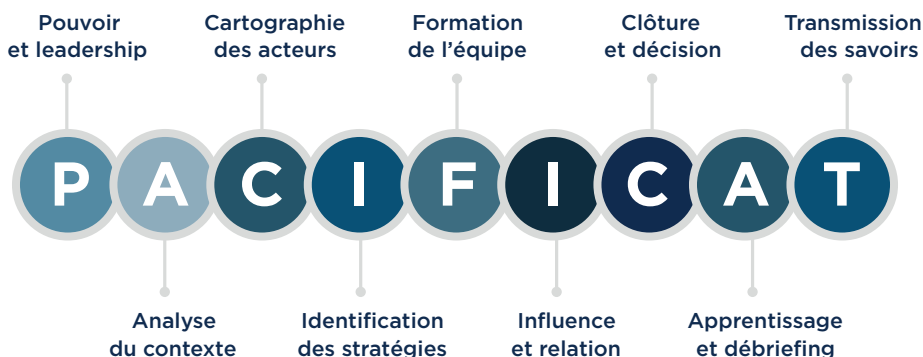 Pouvoir
et leadership
Cartographie
des acteurs
Formation
de l'équipe
Clôture
et décision
Transmission
des savoirs
P A C I F I C A T
Analyse
du contexte
Identification
des stratégies
Influence
et relation
Apprentissage
et débriefing